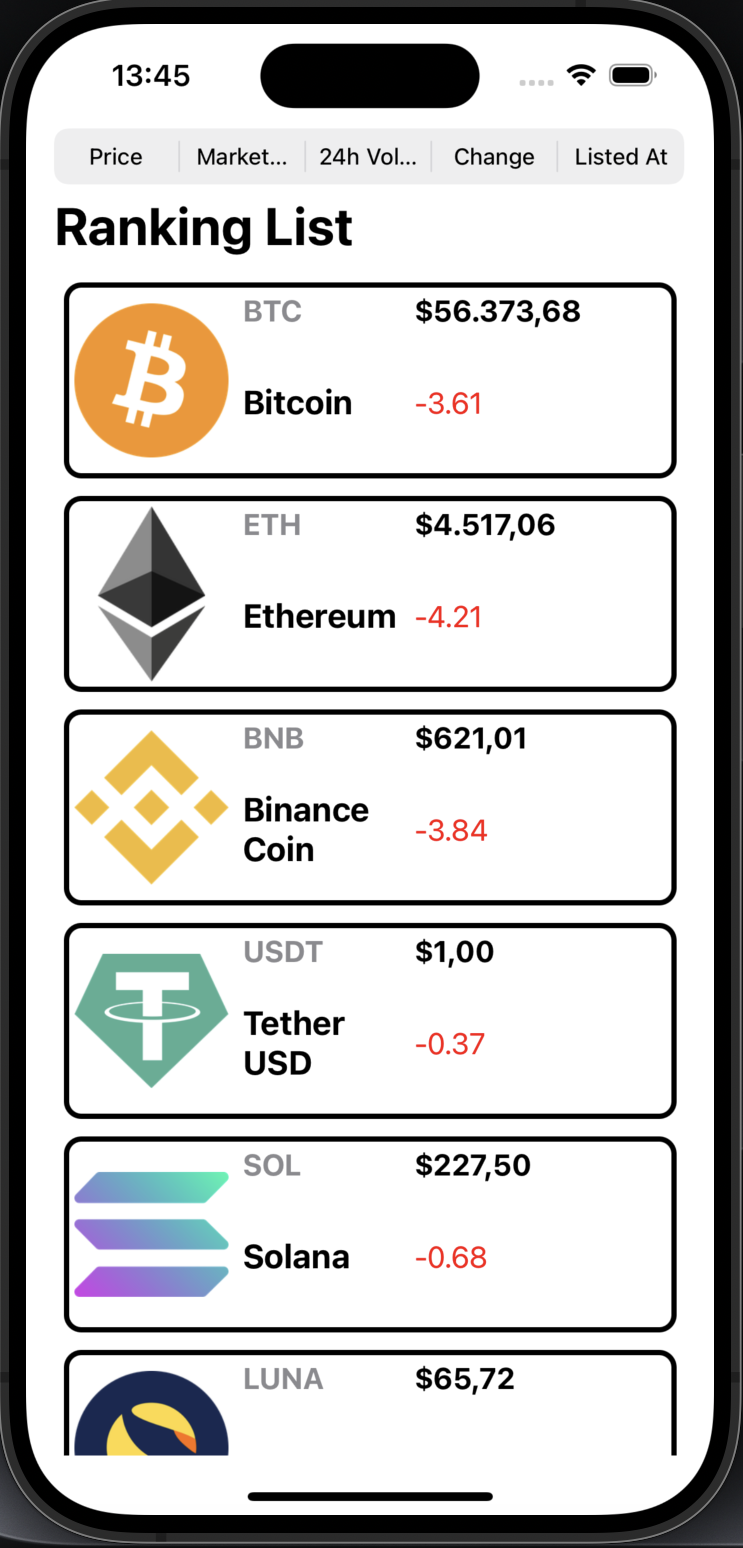 13:45
Price Market... 24h Vol... Change Listed At
Ranking List
BTC $56.373,68
Bitcoin -3.61
ETH $4.517,06
Ethereum -4.21
BNB $621,01
Binance
Coin
-3.84
USDT $1,00
Tether
USD
-0.37
SOL $227,50
Solana -0.68
LUNA $65,72